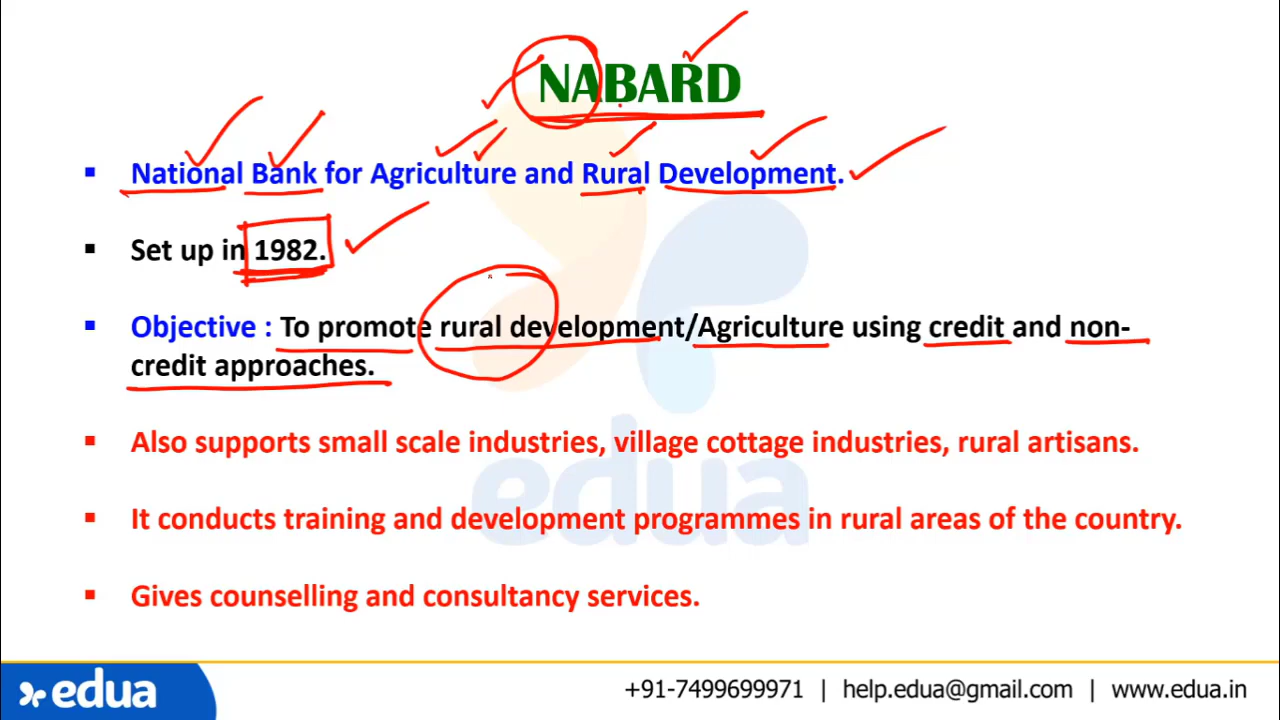 NABARD
▪ National Bank for Agriculture and Rural Development.
▪ Set up in 1982.
▪ Objective : To promote rural development/Agriculture using credit and non-
credit approaches.
▪ Also supports small scale industries, village cottage industries, rural artisans.
▪ It conducts training and development programmes in rural areas of the country.
▪ Gives counselling and consultancy services.
edua
edua
+91-7499699971 | help.edua@gmail.com | www.edua.in